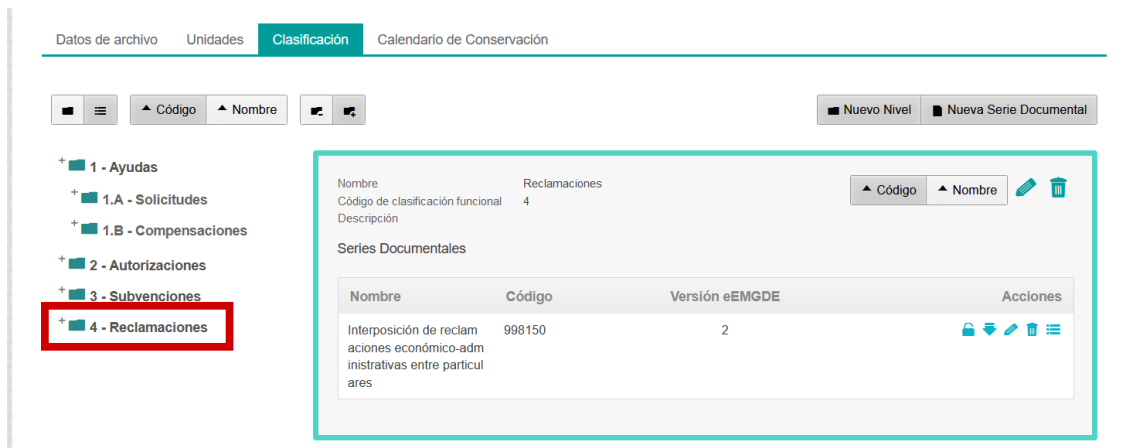 Datos de archivo Unidades Clasificación Calendario de Conservación
Código Nombre Nuevo Nivel Nueva Serie Documental
1 - Ayudas
1.A - Solicitudes
1.B - Compensaciones
2 - Autorizaciones
3 - Subvenciones
4 - Reclamaciones
Nombre Reclamaciones
Código de clasificación funcional 4
Descripción
Código Nombre
Series Documentales
Nombre Código Versión eEMGDE Acciones
Interposición de reclam 998150 2
aciones económico-adm
inistrativas entre particul
ares